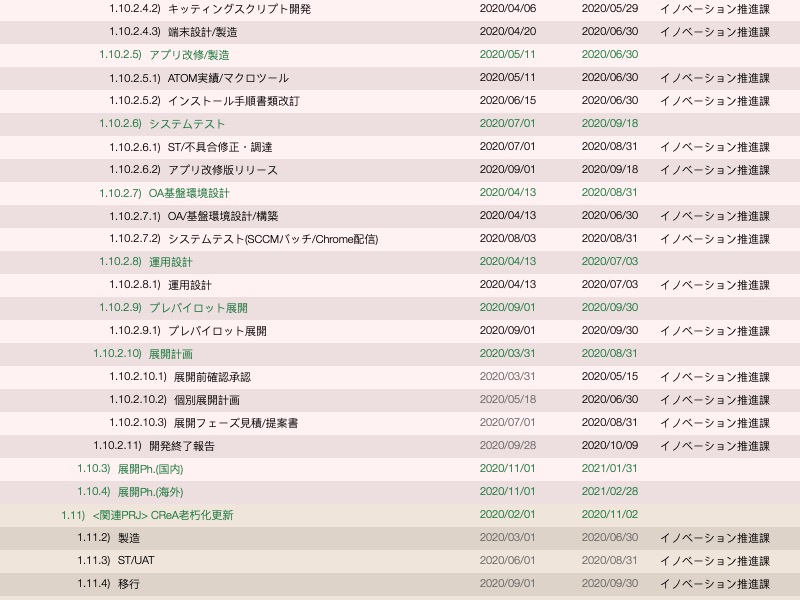 1.10.2.4.2) キッティングスクリプト開発 2020/04/06 2020/05/29 イノベーション推進課
1.10.2.4.3) 端末設計/製造 2020/04/20 2020/06/30 イノベーション推進課
1.10.2.5) アプリ改修/製造 2020/05/11 2020/06/30
1.10.2.5.1) ATOM実績/マクロツール 2020/05/11 2020/06/30 イノベーション推進課
1.10.2.5.2) インストール手順書類改訂 2020/06/15 2020/06/30 イノベーション推進課
1.10.2.6) システムテスト 2020/07/01 2020/09/18
1.10.2.6.1) ST/不具合修正・調達 2020/07/01 2020/08/31 イノベーション推進課
1.10.2.6.2) アプリ改修版リリース 2020/09/01 2020/09/18 イノベーション推進課
1.10.2.7) OA基盤環境設計 2020/04/13 2020/08/31
1.10.2.7.1) OA/基盤環境設計/構築 2020/04/13 2020/06/30 イノベーション推進課
1.10.2.7.2) システムテスト(SCCMパッチ/Chrome配信) 2020/08/03 2020/08/31 イノベーション推進課
1.10.2.8) 運用設計 2020/04/13 2020/07/03
1.10.2.8.1) 運用設計 2020/04/13 2020/07/03 イノベーション推進課
1.10.2.9) プレパイロット展開 2020/09/01 2020/09/30
1.10.2.9.1) プレパイロット展開 2020/09/01 2020/09/30 イノベーション推進課
1.10.2.10) 展開計画 2020/03/31 2020/08/31
1.10.2.10.1) 展開前確認承認 2020/03/31 2020/05/15 イノベーション推進課
1.10.2.10.2) 個別展開計画 2020/05/18 2020/06/30 イノベーション推進課
1.10.2.10.3) 展開フェーズ見積/提案書 2020/07/01 2020/08/31 イノベーション推進課
1.10.2.11) 開発終了報告 2020/09/28 2020/10/09 イノベーション推進課
1.10.3) 展開Ph.(国内) 2020/11/01 2021/01/31
1.10.4) 展開Ph.(海外) 2020/11/01 2021/02/28
1.11) <関連PRJ> CReA老朽化更新 2020/02/01 2020/11/02
1.11.2) 製造 2020/03/01 2020/06/30 イノベーション推進課
1.11.3) ST/UAT 2020/06/01 2020/08/31 イノベーション推進課
1.11.4) 移行 2020/09/01 2020/09/30 イノベーション推進課